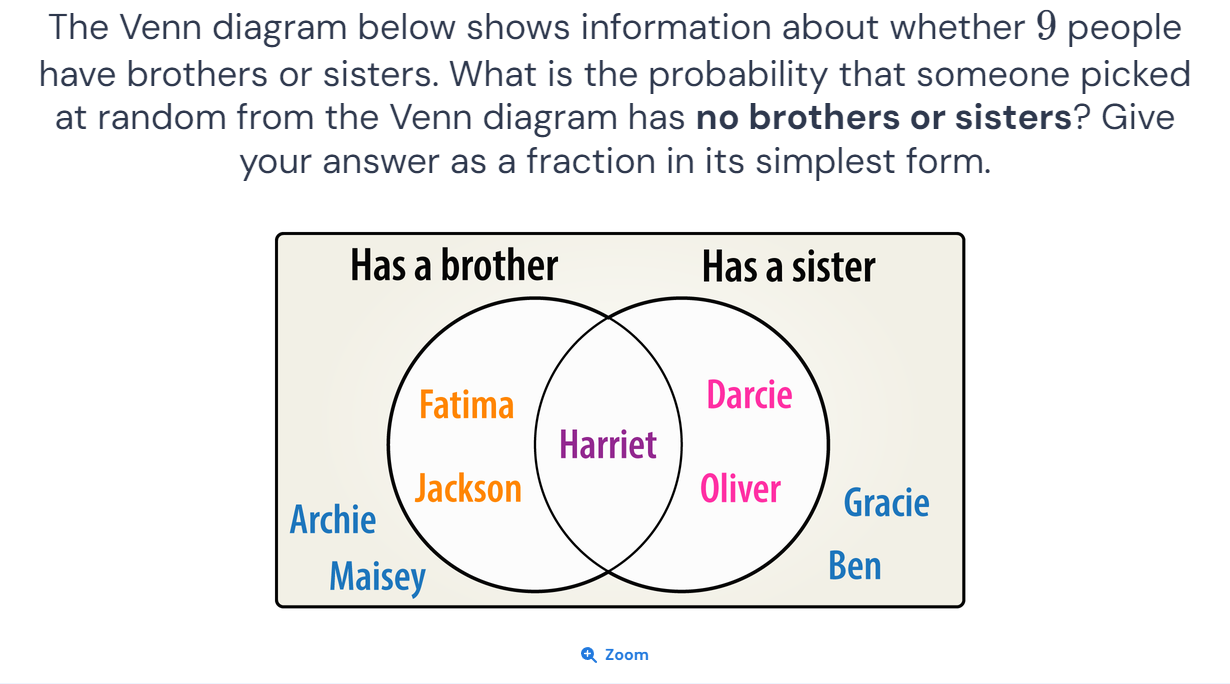 The Venn diagram below shows information about whether 9 people
have brothers or sisters. What is the probability that someone picked
at random from the Venn diagram has no brothers or sisters? Give
your answer as a fraction in its simplest form.
Has a brother
Has a sister
Fatima
Darcie
Harriet
Jackson
Oliver
Archie
Gracie
Maisey
Ben
Zoom